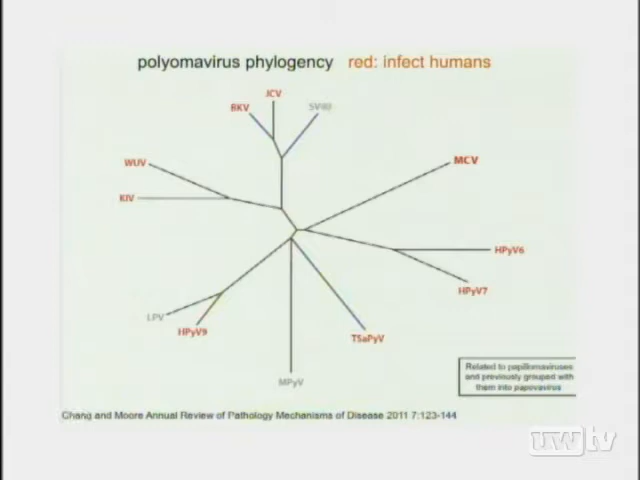 polyomavirus phylogency red: infect humans
JCV
BKV
SV40
WUV
MCV
KIV
HPyV6
HPyV7
LPV
HPyV9
TSaPyV
MPyV
Related to papillomaviruses
and previously grouped with
them into papovavirus
Chang and Moore Annual Review of Pathology Mechanisms of Disease 2011 7:123-144
uwtv